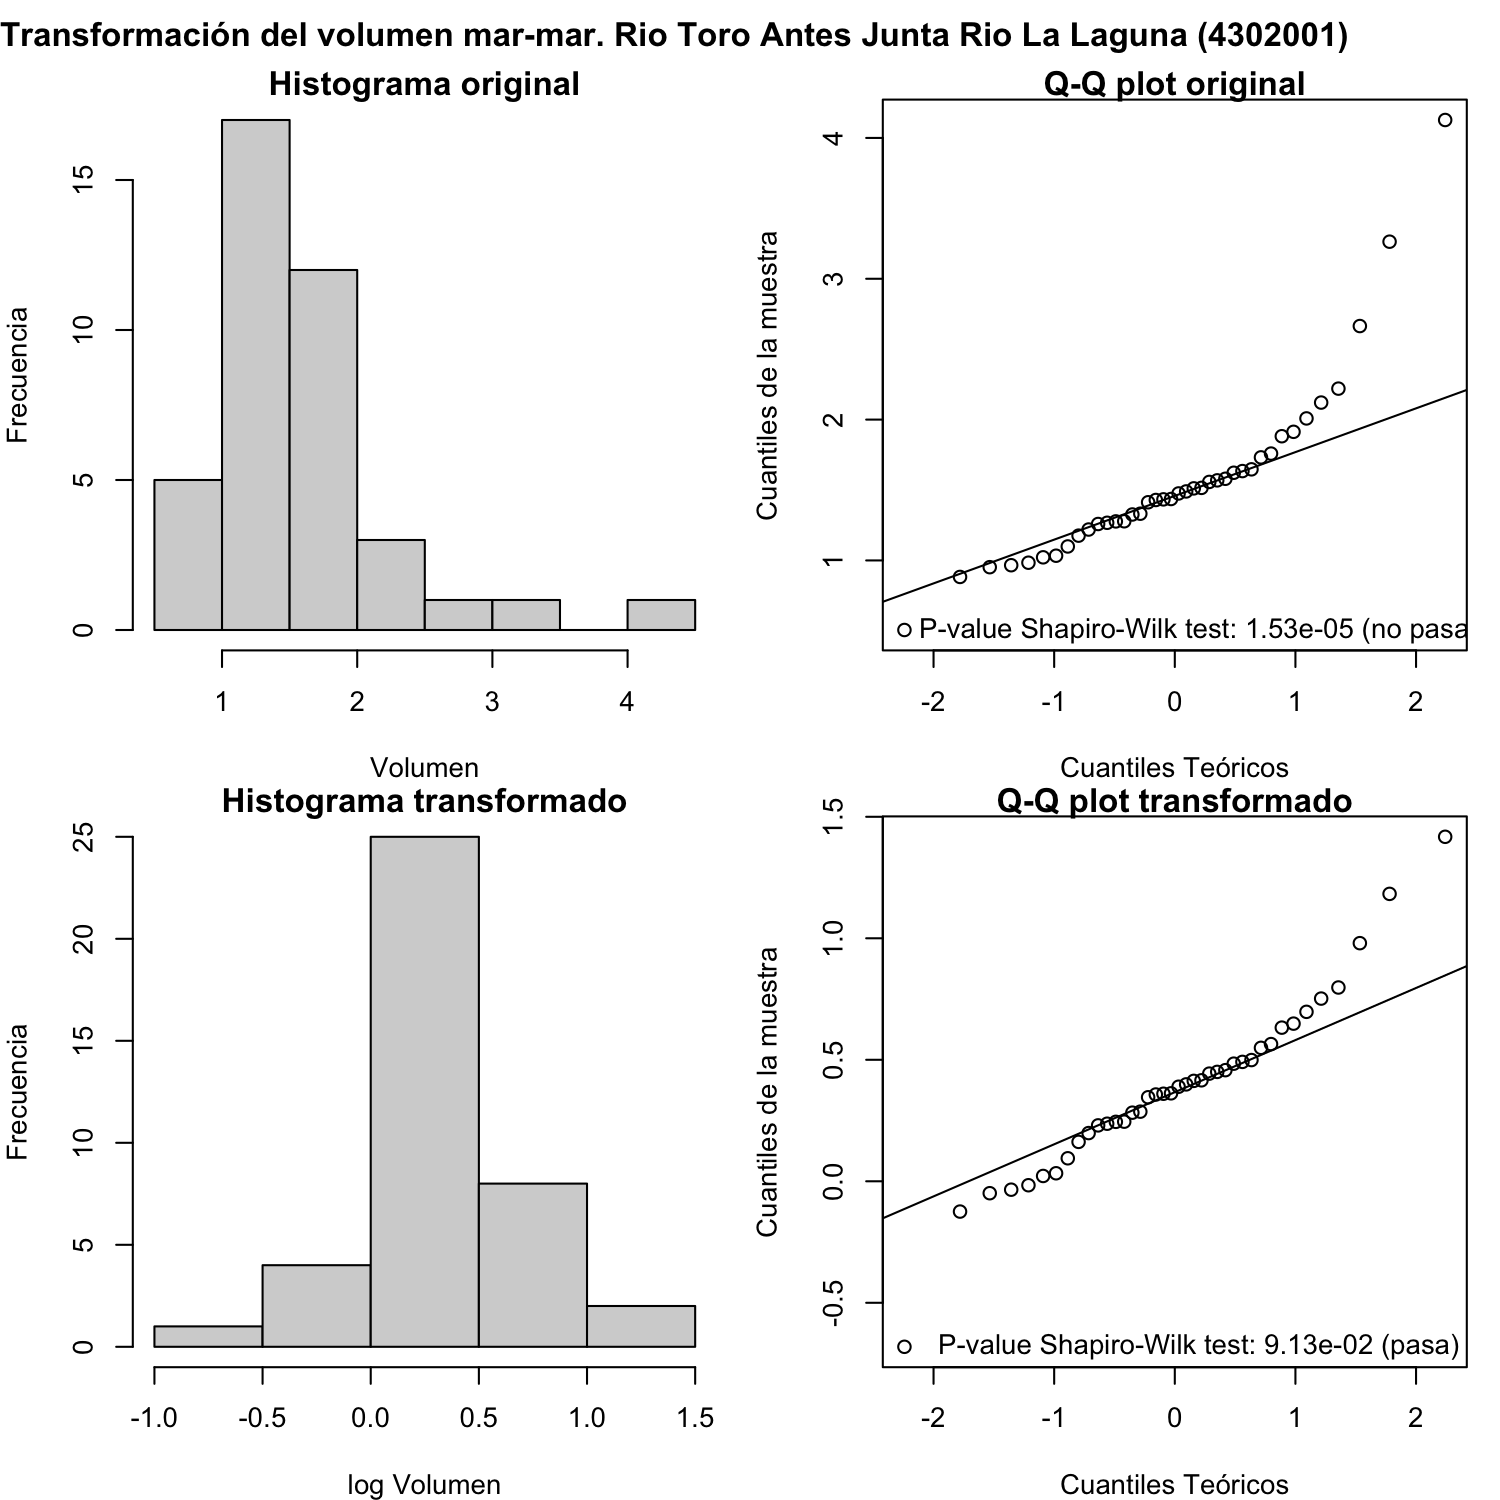 Transformación del volumen mar-mar. Rio Toro Antes Junta Rio La Laguna (4302001)
Histograma original
Frecuencia
0
5
10
15
1
2
3
4
Volumen
Q-Q plot original
Cuantiles de la muestra
1
2
3
4
P-value Shapiro-Wilk test: 1.53e-05 (no pasa
-2
-1
0
1
2
Cuantiles Teóricos
Histograma transformado
Frecuencia
0
5
10
15
20
25
-1.0
-0.5
0.0
0.5
1.0
1.5
log Volumen
Q-Q plot transformado
Cuantiles de la muestra
-0.5
0.0
0.5
1.0
1.5
P-value Shapiro-Wilk test: 9.13e-02 (pasa)
-2
-1
0
1
2
Cuantiles Teóricos